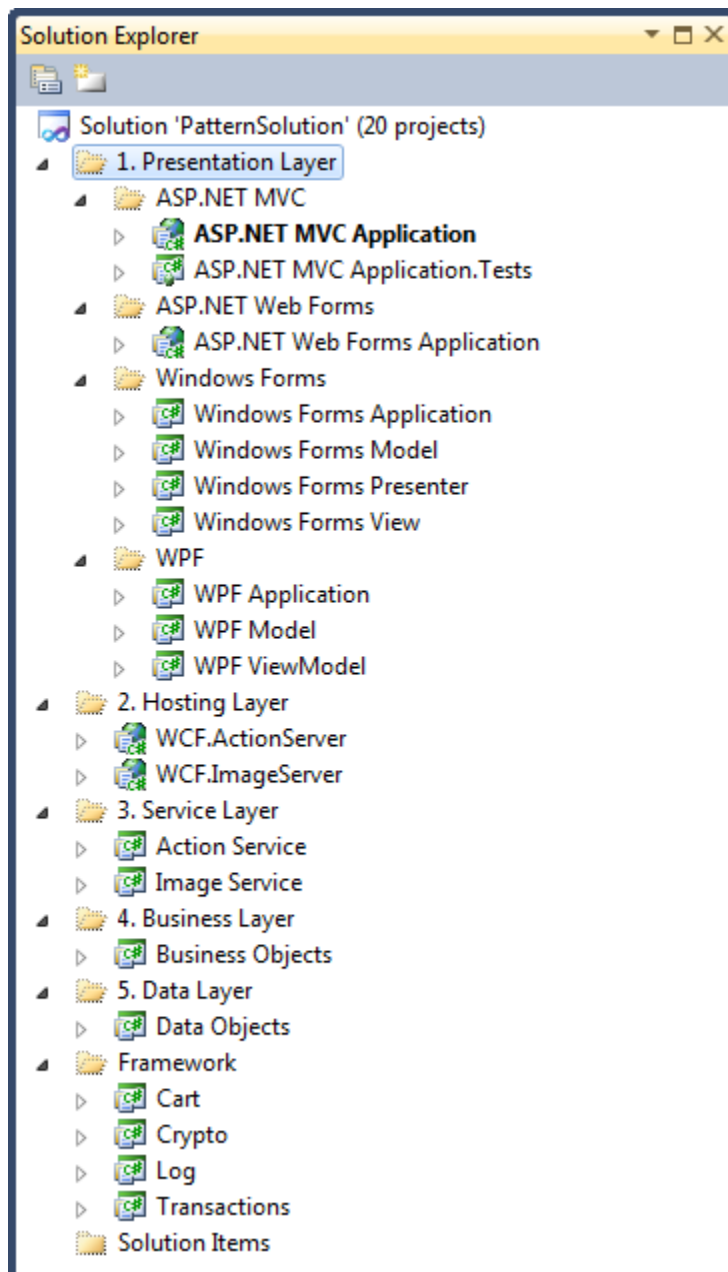 Solution Explorer
Solution 'PatternSolution' (20 projects)
1. Presentation Layer
ASP.NET MVC
ASP.NET MVC Application
ASP.NET MVC Application.Tests
ASP.NET Web Forms
ASP.NET Web Forms Application
Windows Forms
Windows Forms Application
Windows Forms Model
Windows Forms Presenter
Windows Forms View
WPF
WPF Application
WPF Model
WPF ViewModel
2. Hosting Layer
WCF.ActionServer
WCF.ImageServer
3. Service Layer
Action Service
Image Service
4. Business Layer
Business Objects
5. Data Layer
Data Objects
Framework
Cart
Crypto
Log
Transactions
Solution Items